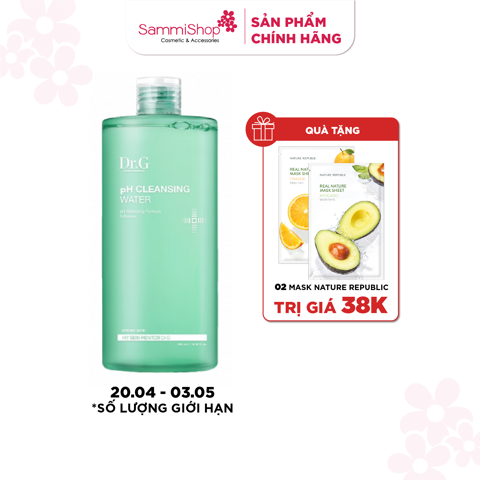 SammiShop
Cosmetic & Accessories
SẢN PHẨM
CHÍNH HÃNG
Dr.G
pH CLEANSING
WATER
QUÀ TẶNG
NATURE REPUBLIC
REAL NATURE
MASK SHEET
NATURE REPUBLIC
REAL NATURE
MASK SHEET
02 MASK NATURE REPUBLIC
TRỊ GIÁ 38K
20.04 - 03.05
*SỐ LƯỢNG GIỚI HẠN